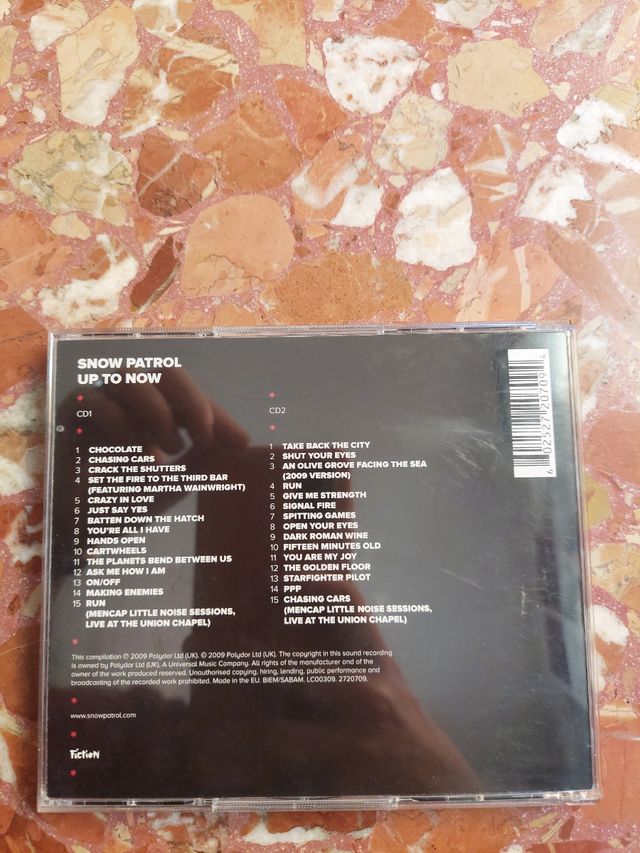 SNOW PATROL
UP TO NOW
*
CD1
*
1 CHOCOLATE
2 CHASING CARS
3 CRACK THE SHUTTERS
4 SET THE FIRE TO THE THIRD BAR
(FEATURING MARTHA WAINWRIGHT)
5 CRAZY IN LOVE
6 JUST SAY YES
7 BATTEN DOWN THE HATCH
8 YOU'RE ALL I HAVE
9 HANDS OPEN
10 CARTWHEELS
11 THE PLANETS BEND BETWEEN US
12 ASK ME HOW I AM
13 ON/OFF
14 MAKING ENEMIES
15 RUN
(MENCAP LITTLE NOISE SESSIONS,
LIVE AT THE UNION CHAPEL)
*
CD2
*
1 TAKE BACK THE CITY
2 SHUT YOUR EYES
3 AN OLIVE GROVE FACING THE SEA
(2009 VERSION)
4 RUN
5 GIVE ME STRENGTH
6 SIGNAL FIRE
7 SPITTING GAMES
8 OPEN YOUR EYES
9 DARK ROMAN WINE
10 FIFTEEN MINUTES OLD
11 YOU ARE MY JOY
12 THE GOLDEN FLOOR
13 STARFIGHTER PILOT
14 PPP
15 CHASING CARS
(MENCAP LITTLE NOISE SESSIONS,
LIVE AT THE UNION CHAPEL)
*
This compilation ℗ 2009 Polydor Ltd (UK). © 2009 Polydor Ltd (UK). The copyright in this sound recording
is owned by Polydor Ltd (UK). A Universal Music Company. All rights of the manufacturer and of the
owner of the work produced reserved. Unauthorised copying, hiring, lending, public performance and
broadcasting of the recorded work prohibited. Made in the EU. BIEM/SABAM. LC00309. 2720709.
*
www.snowpatrol.com
*
Fiction
*
6 02527 20709 4